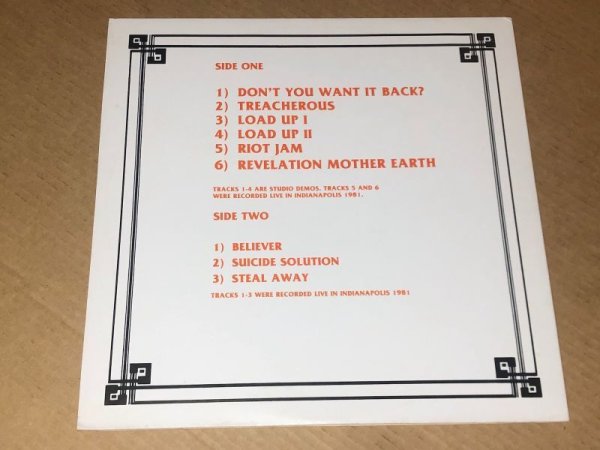 SIDE ONE
1) DON'T YOU WANT IT BACK?
2) TREACHEROUS
3) LOAD UP I
4) LOAD UP II
5) RIOT JAM
6) REVELATION MOTHER EARTH
TRACKS 1-4 ARE STUDIO DEMOS. TRACKS 5 AND 6
WERE RECORDED LIVE IN INDIANAPOLIS 1981.
SIDE TWO
1) BELIEVER
2) SUICIDE SOLUTION
3) STEAL AWAY
TRACKS 1-3 WERE RECORDED LIVE IN INDIANAPOLIS 1981